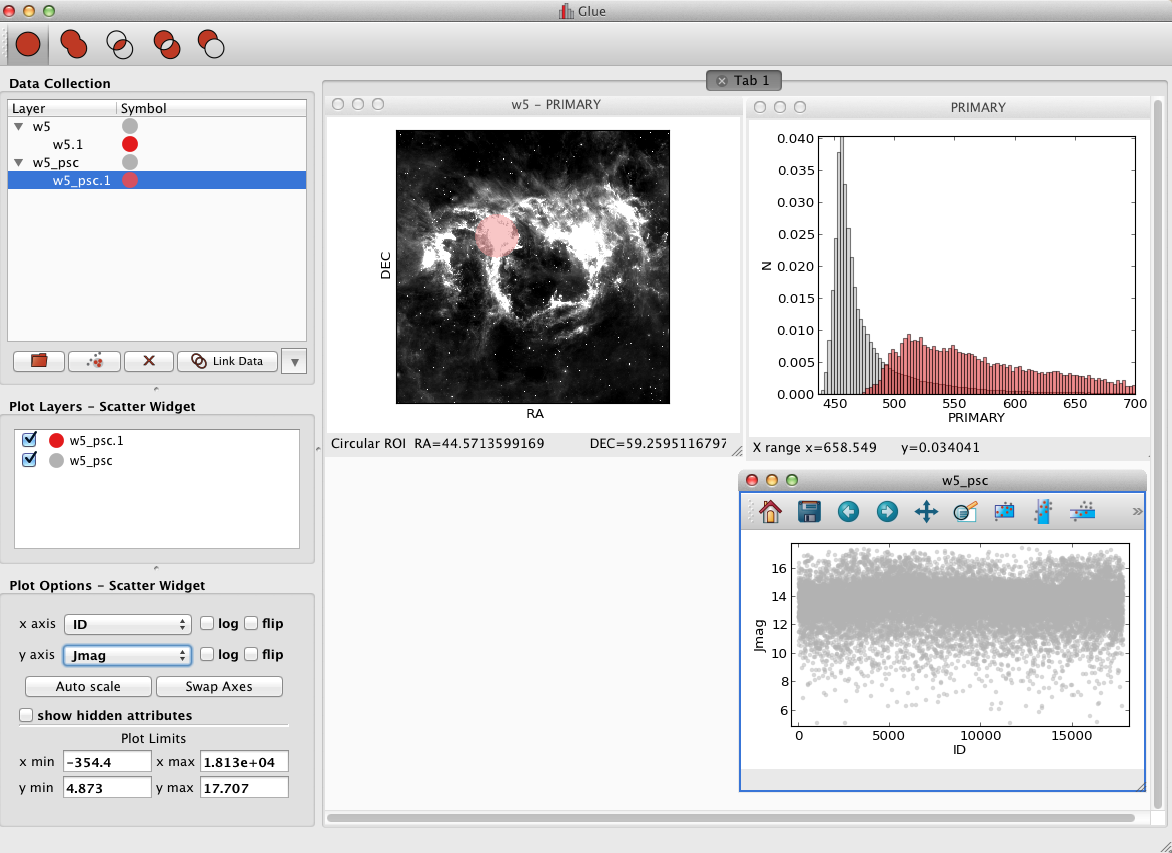 Glue
Data Collection
Layer Symbol
w5
w5.1
w5_psc
w5_psc.1
Link Data
Plot Layers - Scatter Widget
w5_psc.1
w5_psc
Plot Options - Scatter Widget
x axis ID log flip
y axis Jmag log flip
Auto scale Swap Axes
show hidden attributes
Plot Limits
x min -354.4 x max 1.813e+04
y min 4.873 y max 17.707
Tab 1
w5 - PRIMARY
DEC
RA
Circular ROI RA=44.5713599169 DEC=59.2595116797
PRIMARY
0.040
0.035
0.030
0.025
0.020
0.015
0.010
0.005
0.000
N
450 500 550 600 650 700
PRIMARY
X range x=658.549 y=0.034041
w5_psc
16
14
12
10
8
6
Jmag
0 5000 10000 15000
ID